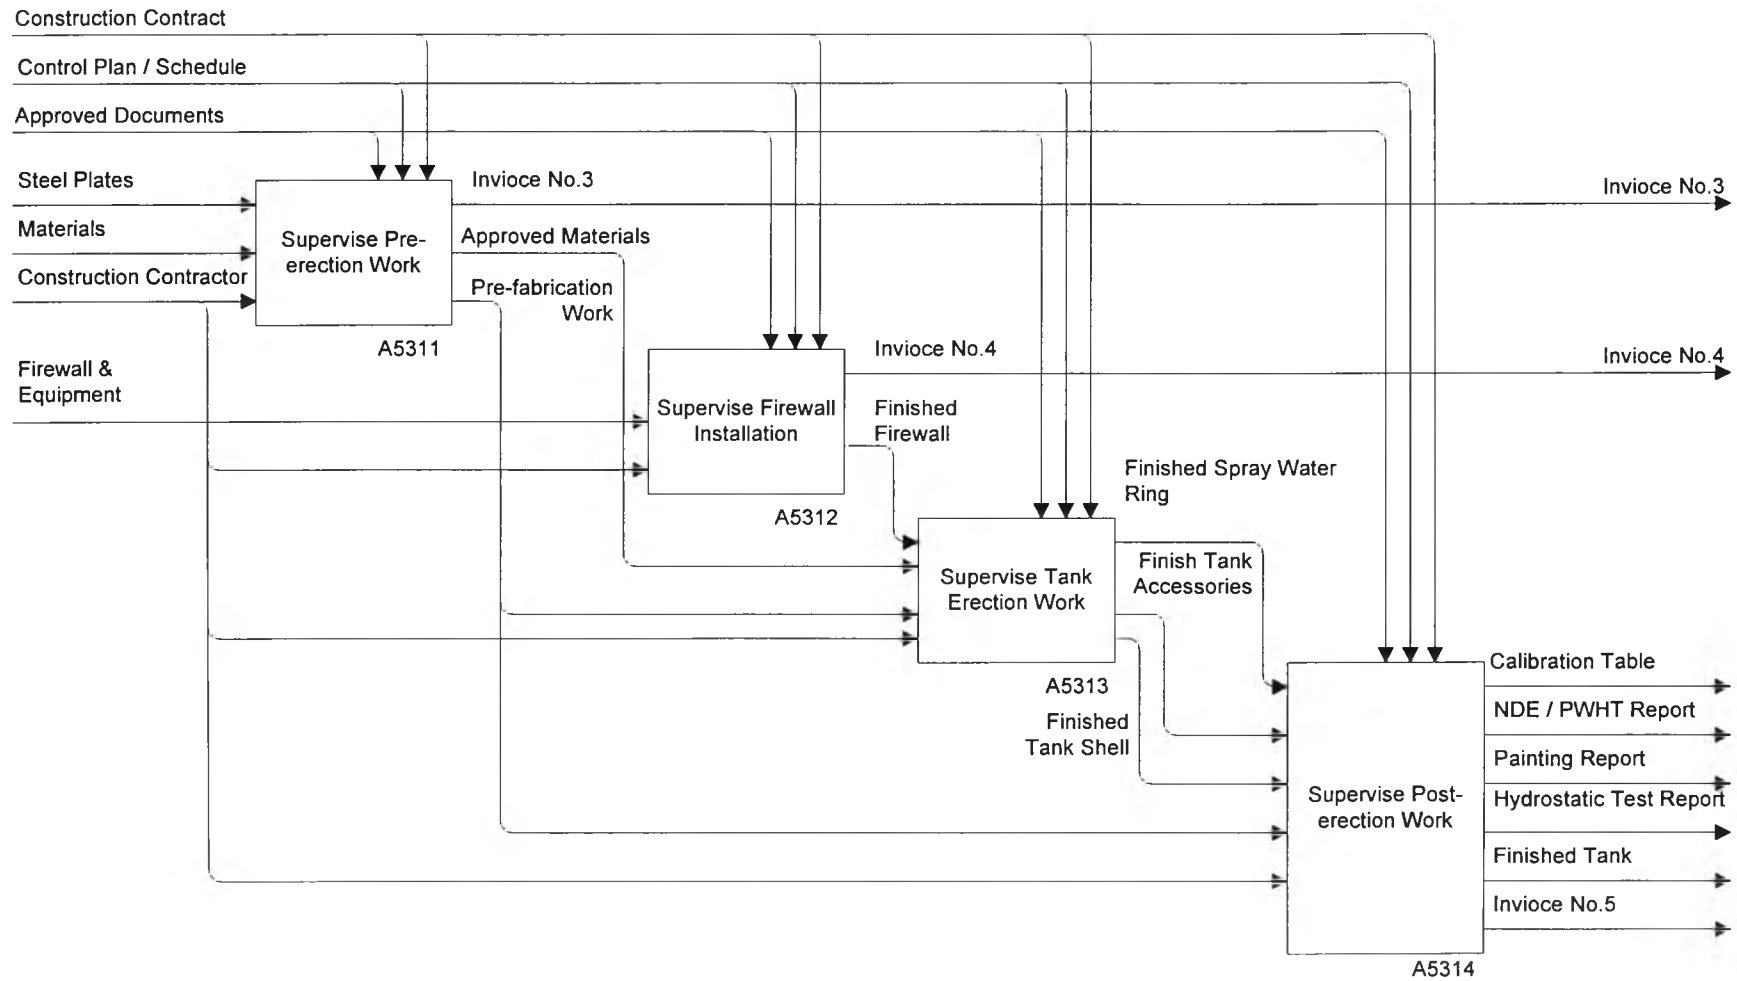 Construction Contract
Control Plan / Schedule
Approved Documents
Steel Plates
Invioce No.3
Invioce No.3
Materials
Supervise Pre-
erection Work
Approved Materials
Construction Contractor
Pre-fabrication
Work
A5311
Firewall &
Equipment
Invioce No.4
Invioce No.4
Supervise Firewall
Installation
Finished
Firewall
A5312
Finished Spray Water
Ring
Supervise Tank
Erection Work
Finish Tank
Accessories
A5313
Finished
Tank Shell
Calibration Table
NDE / PWHT Report
Painting Report
Supervise Post-
erection Work
Hydrostatic Test Report
Finished Tank
Invioce No.5
A5314